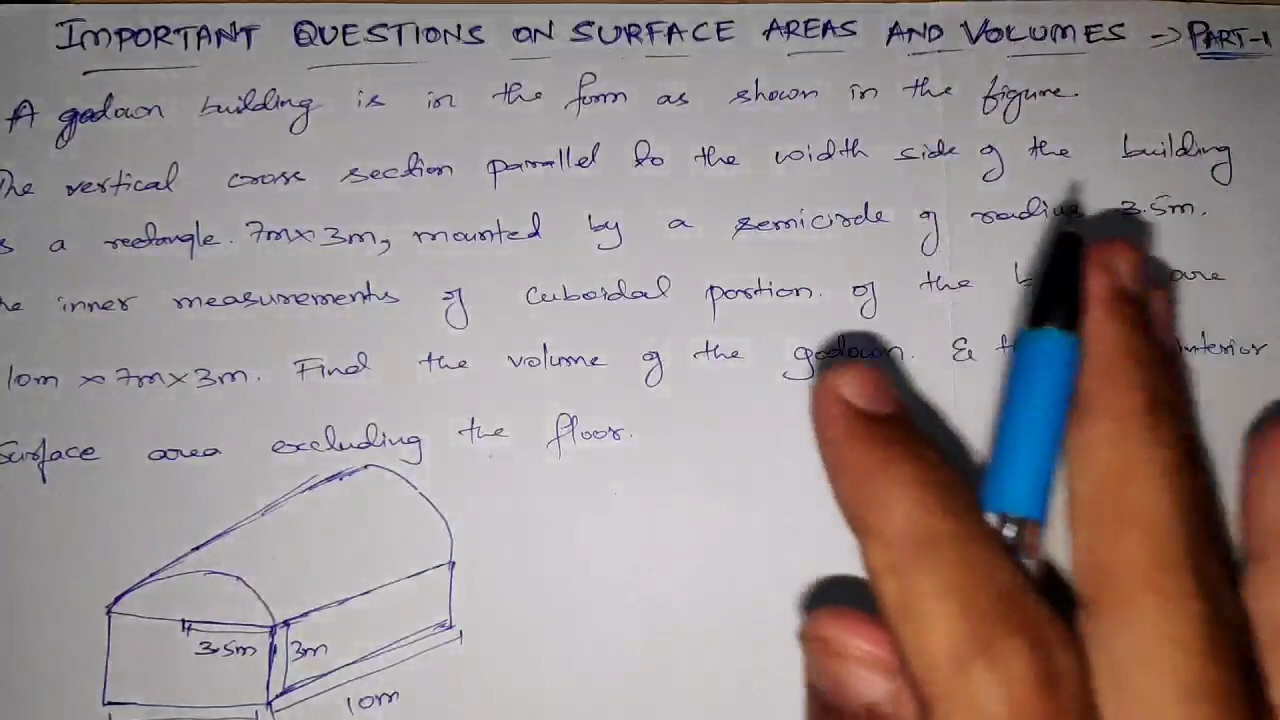 IMPORTANT QUESTIONS ON SURFACE AREAS AND VOLUMES → PART-1
A godown building is in the form as shown in the figure.
The vertical cross section parallel to the width side of the building
is a rectangle. 7m×3m, mounted by a semicircle of radius 3.5m.
The inner measurements of cuboidal portion. of the are
10m ×7m×3m. Find the volume of the godown. & interior
Surface area excluding the floor.
3.5m 3m
10m